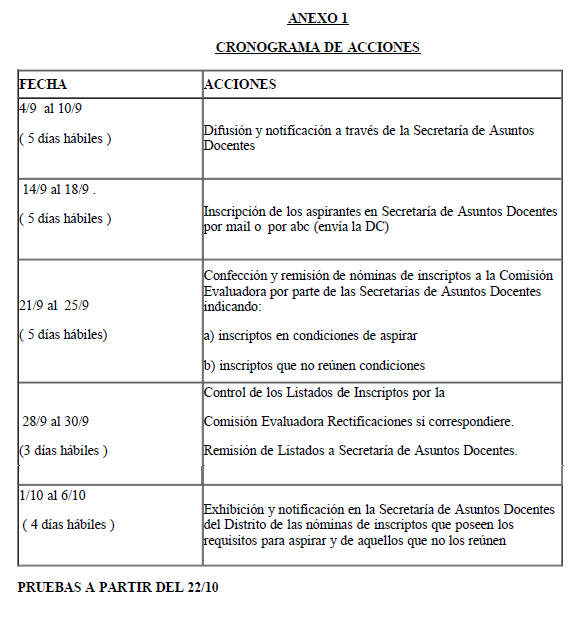 ANEXO 1
CRONOGRAMA DE ACCIONES
FECHA
ACCIONES
4/9  al 10/9
( 5 días hábiles )
Difusión y notificación a través de la Secretaría de Asuntos
Docentes
14/9 al 18/9 .
( 5 días hábiles )
Inscripción de los aspirantes en Secretaría de Asuntos Docentes
por mail o  por abc (envía la DC)
21/9 al  25/9
( 5 días hábiles)
Confección y remisión de nóminas de inscriptos a la Comisión
Evaluadora por parte de las Secretarias de Asuntos Docentes
indicando:
a) inscriptos en condiciones de aspirar
b) inscriptos que no reúnen condiciones
28/9 al 30/9
(3 días hábiles )
Control de los Listados de Inscriptos por la
Comisión Evaluadora Rectificaciones si correspondiere.
Remisión de Listados a Secretaría de Asuntos Docentes.
1/10 al 6/10
( 4 días hábiles )
Exhibición y notificación en la Secretaría de Asuntos Docentes
del Distrito de las nóminas de inscriptos que poseen los
requisitos para aspirar y de aquellos que no los reúnen
PRUEBAS A PARTIR DEL 22/10